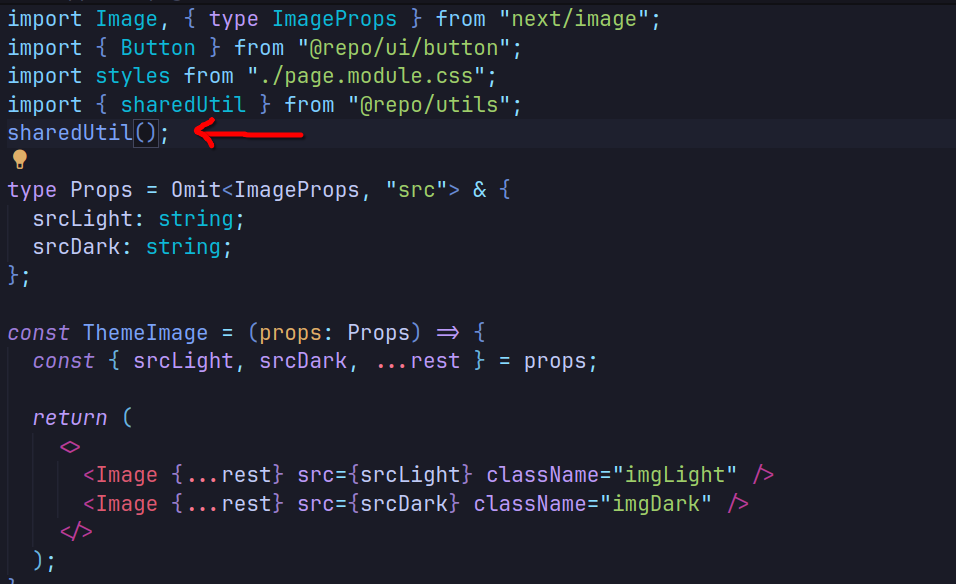 import Image, { type ImageProps } from "next/image";
import { Button } from "@repo/ui/button";
import styles from "./page.module.css";
import { sharedUtil } from "@repo/utils";
sharedUtil();
type Props = Omit<ImageProps, "src"> & {
  srcLight: string;
  srcDark: string;
};
const ThemeImage = (props: Props) => {
  const { srcLight, srcDark, ...rest } = props;
  return (
    <>
      <Image {...rest} src={srcLight} className="imgLight" />
      <Image {...rest} src={srcDark} className="imgDark" />
    </>
  );